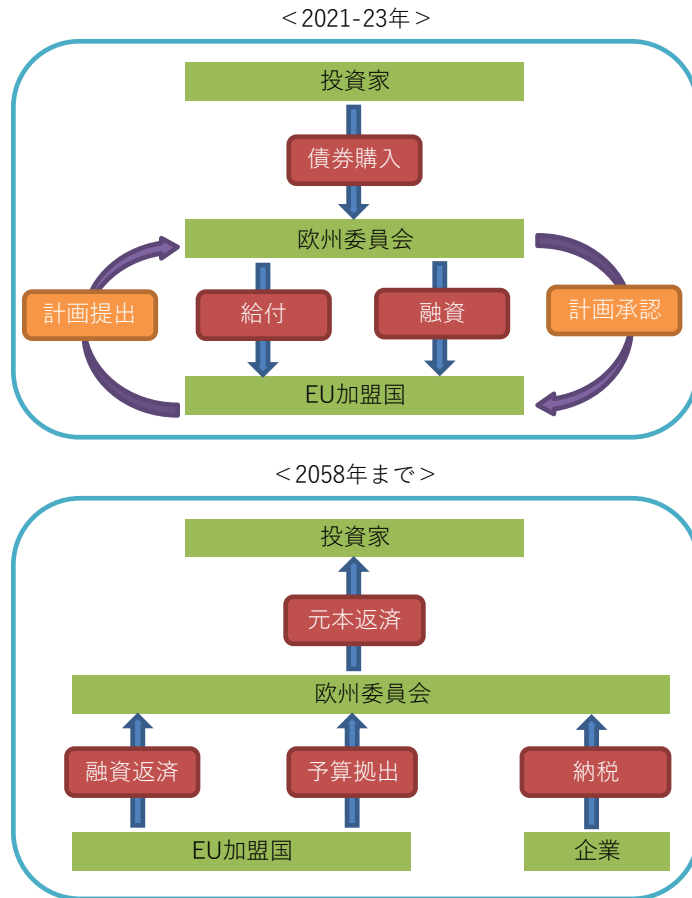 ＜2021-23年＞
投資家
債券購入
欧州委員会
計画提出
給付
融資
計画承認
EU加盟国
＜2058年まで＞
投資家
元本返済
欧州委員会
融資返済
予算拠出
納税
EU加盟国
企業